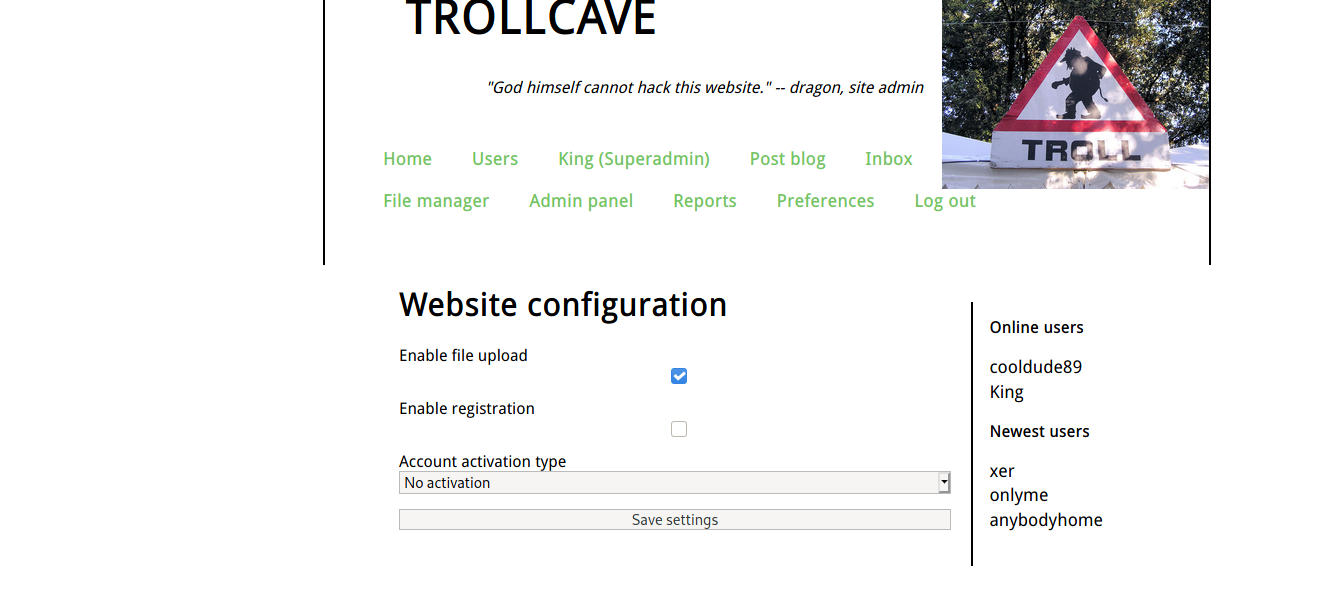 TROLLCAVE
"God himself cannot hack this website." -- dragon, site admin
TROLL
Home Users King (Superadmin) Post blog Inbox
File manager Admin panel Reports Preferences Log out
Website configuration
Enable file upload
Enable registration
Account activation type
No activation
Save settings
Online users
cooldude89
King
Newest users
xer
onlyme
anybodyhome